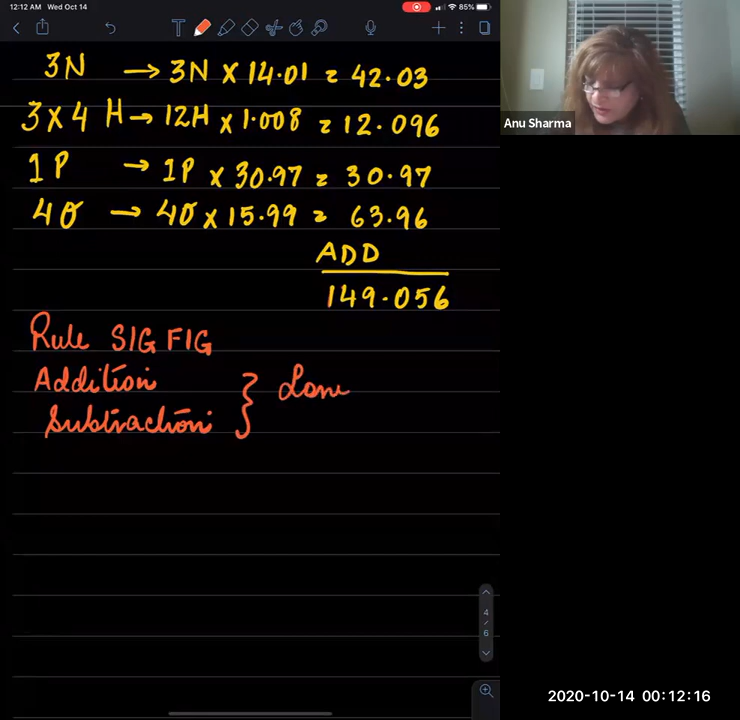 12:12 AM Wed Oct 14
85%
3N → 3N × 14.01 = 42.03
3×4 H → 12H × 1.008 = 12.096
1P → 1P × 30.97 = 30.97
4O → 4O × 15.99 = 63.96
ADD
149.056
Rule SIG FIG
Addition
Subtraction
4
/
6
Anu Sharma
2020-10-14 00:12:16